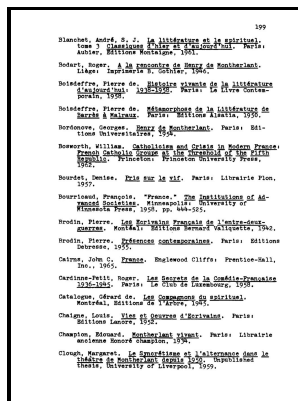 199
Blanchet, André, S. J. La littérature et le spirituel.
tome 3 Classiques d'hier et d'aujourd'hui. Paris:
Aubier, Editions Montaigne, 1961.
Bodart, Roger. A la rencontre de Henry de Montherlant.
Liège: Imprimerie R. Gothier, 1946.
Boisdeffre, Pierre de. Histoire vivante de la littérature
d'aujourd'hui. 1938-1958. Paris: Le Livre Contem-
porain, 1958.
Boisdeffre, Pierre de. Métamorphose de la Littérature de
Barrès à Malraux. Paris: Editions Alsatia, 1950.
Bordonove, Georges. Henry de Montherlant. Paris: Edi-
tions Universitaires, 1954.
Bosworth, William. Catholicism and Crisis in Modern France:
French Catholic Groups at the Threshold of the Fifth
Republic. Princeton: Princeton University Press,
1962.
Bourdet, Denise. Pris sur le vif. Paris: Librairie Plon,
1957.
Bourricaud, François. "France." The Institutions of Ad-
vanced Societies. Minneapolis: University of
Minnesota Press, 1958, pp. 444-525.
Brodin, Pierre. Les Ecrivains Français de l'entre-deux-
guerres. Montréal: Editions Bernard Valiquette, 1942.
Brodin, Pierre. Présences contemporaines. Paris: Editions
Debresse, 1955.
Cairns, John C. France. Englewood Cliffs: Prentice-Hall,
Inc., 1965.
Cardinne-Petit, Roger. Les Secrets de la Comédie-Française
1936-1945. Paris: Le Club de Luxembourg, 1958.
Catalogue, Gérard de. Les Compagnons du spirituel.
Montréal, Editions de l'Arbre, 1945.
Chaigne, Louis. Vies et Oeuvres d'Ecrivains. Paris:
Editions Lanore, 1952.
Champion, Edouard. Montherlant vivant. Paris: Librairie
ancienne Honoré champion, 1934.
Clough, Margaret. Le Syncrétisme et l'alternance dans le
théâtre de Montherlant depuis 1950. Unpublished
thesis, University of Liverpool, 1959.